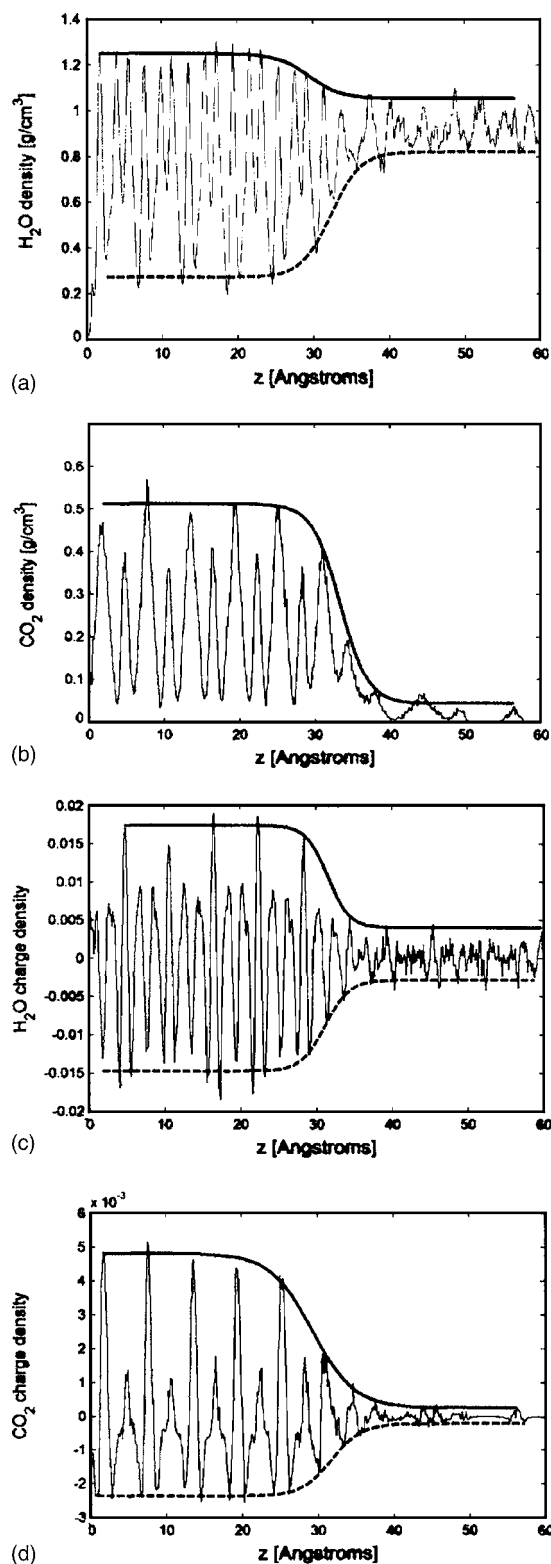 1.4
1.2
1
0.8
0.6
0.4
0.2
0
H₂O density [g/cm³]
0 10 20 30 40 50 60
z [Angstroms]
(a)
0.6
0.5
0.4
0.3
0.2
0.1
0
CO₂ density [g/cm³]
0 10 20 30 40 50 60
z [Angstroms]
(b)
0.02
0.015
0.01
0.005
0
-0.005
-0.01
-0.015
-0.02
H₂O charge density
0 10 20 30 40 50 60
z [Angstroms]
(c)
x 10⁻³
6
5
4
3
2
1
0
-1
-2
-3
CO₂ charge density
0 10 20 30 40 50 60
z [Angstroms]
(d)